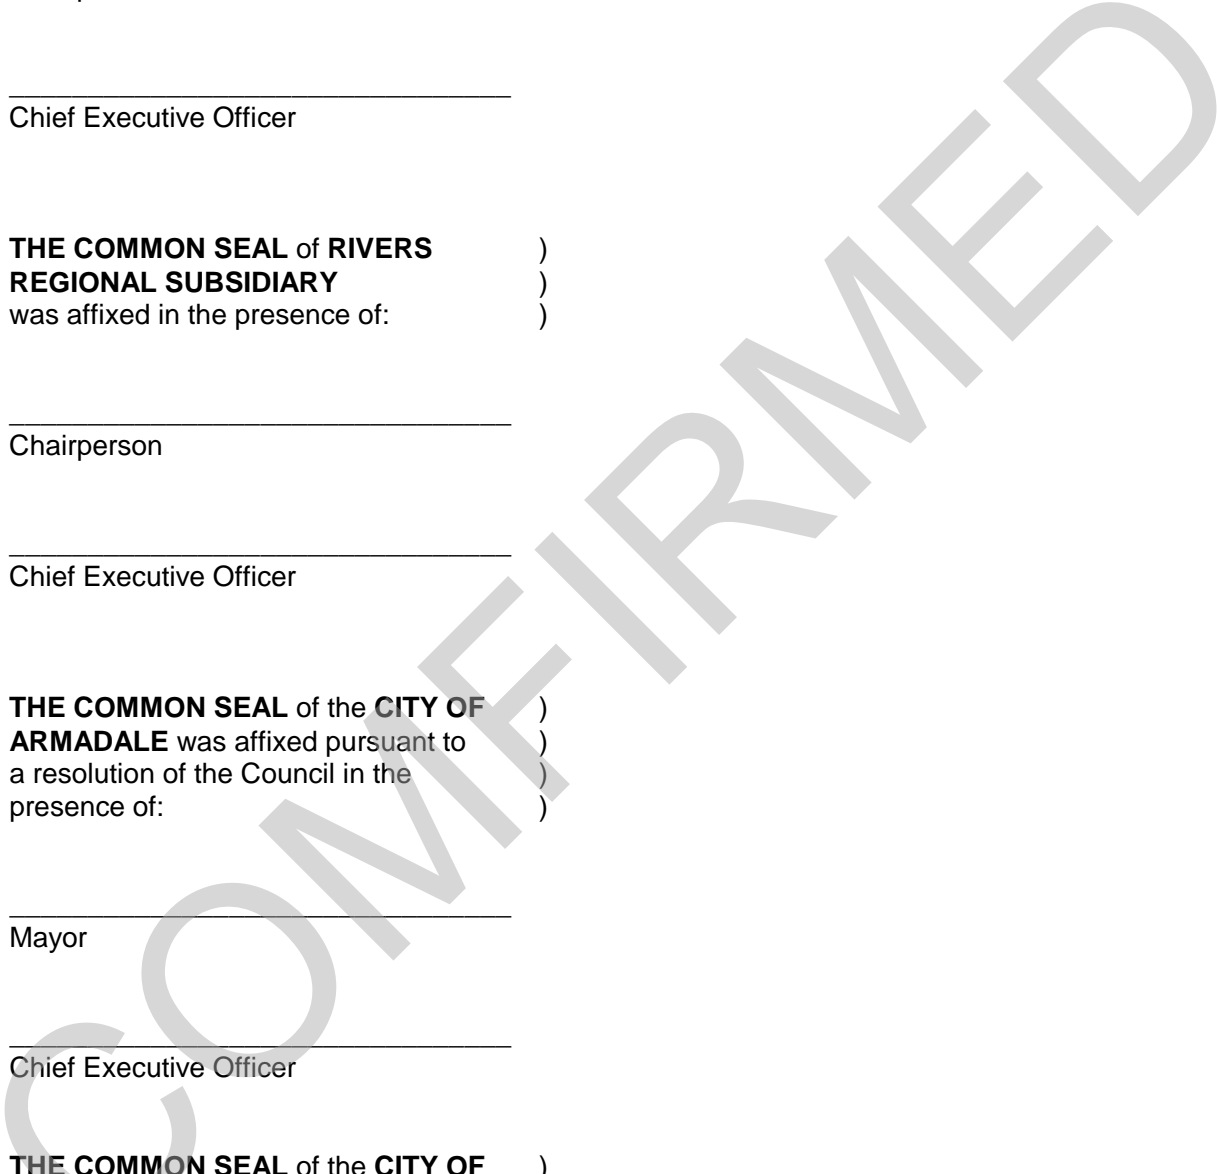 Chief Executive Officer
THE COMMON SEAL of RIVERS )
REGIONAL SUBSIDIARY )
was affixed in the presence of: )
Chairperson
Chief Executive Officer
THE COMMON SEAL of the CITY OF )
ARMADALE was affixed pursuant to )
a resolution of the Council in the )
presence of: )
Mayor
Chief Executive Officer
THE COMMON SEAL of the CITY OF )
CONFIRMED